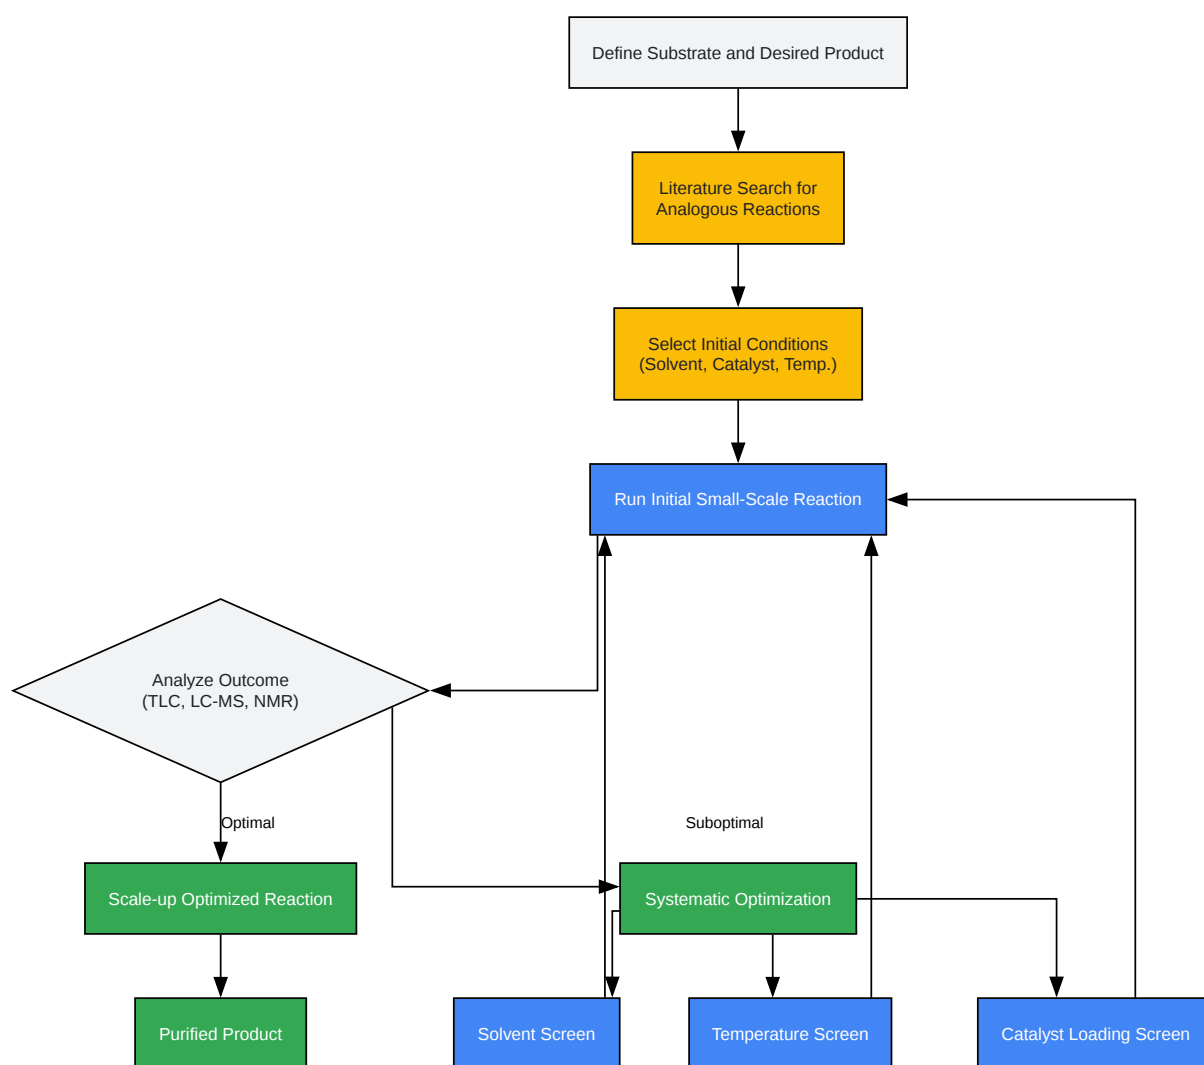 Define Substrate and Desired Product
Literature Search for
Analogous Reactions
Select Initial Conditions
(Solvent, Catalyst, Temp.)
Run Initial Small-Scale Reaction
Analyze Outcome
(TLC, LC-MS, NMR)
Optimal
Suboptimal
Scale-up Optimized Reaction
Systematic Optimization
Purified Product
Solvent Screen
Temperature Screen
Catalyst Loading Screen